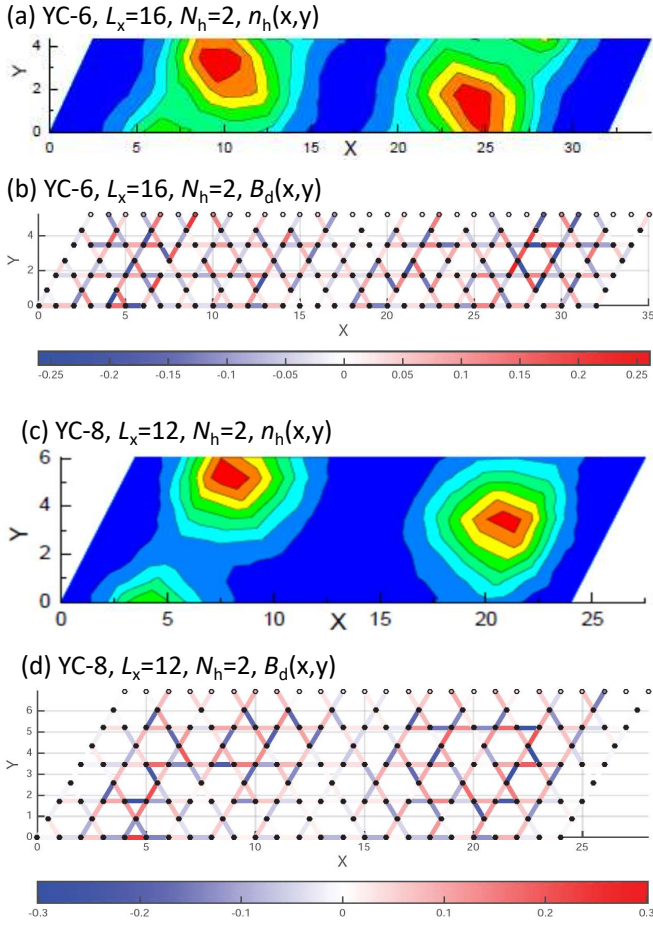 (a) YC-6, Lx=16, Nh=2, nh(x,y)
4
2
0
Y
0 5 10 15 X 20 25 30
(b) YC-6, Lx=16, Nh=2, Bd(x,y)
4
2
0
Y
0 5 10 15 20 25 30 35
X
-0.25 -0.2 -0.15 -0.1 -0.05 0 0.05 0.1 0.15 0.2 0.25
(c) YC-8, Lx=12, Nh=2, nh(x,y)
6
4
2
0
Y
0 5 10 X 15 20 25
(d) YC-8, Lx=12, Nh=2, Bd(x,y)
6
5
4
3
2
1
0
Y
0 5 10 15 20 25
X
-0.3 -0.2 -0.1 0 0.1 0.2 0.3